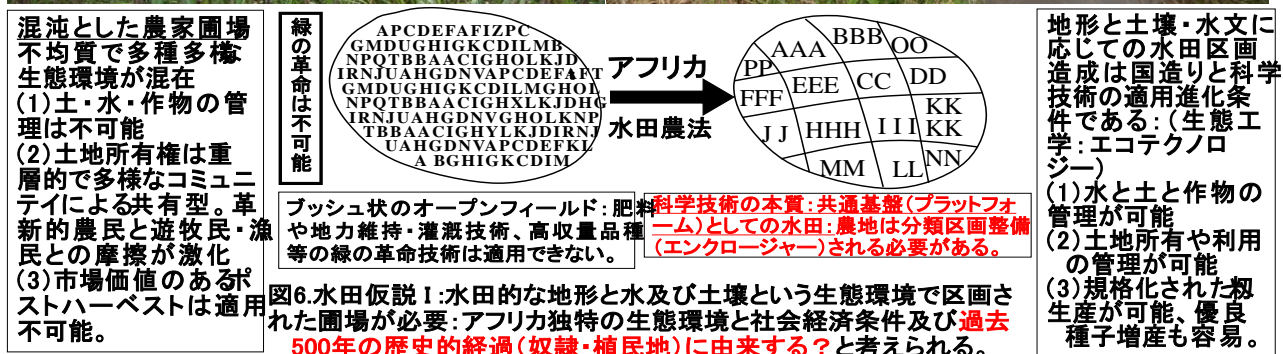 混沌とした農家圃場
不均質で多種多様な
生態環境が混在
(1)土・水・作物の管
理は不可能
(2)土地所有権は重
層的で多様なコミュニ
テイによる共有型。革
新的農民と遊牧民・漁
民との摩擦が激化
(3)市場価値のあるポ
ストハーベストは適用
不可能。
緑の革命は不可能
APCDEFAFIZPC
GMDUGHIGKCDILMB
NPQTBBAACIGHOLKJD
IRNJUAHGDNVAPCDEFAFT
GMDUGHIGKCDILMGHOL
NPQTBBAACIGHXLKJDHG
IRNJUAHGDNVGHOLKNP
TBBAACIGHYLKJDIRNJ
UAHGDNVAPCDEFKL
A BGHIGKCDIM
アフリカ
水田農法
AAA BBB OO
PP EEE CC DD
FFF KK
J J HHH I I I KK
MM LL NN
ブッシュ状のオープンフィールド:肥料
や地力維持・灌漑技術、高収量品種
等の緑の革命技術は適用できない。
科学技術の本質:共通基盤(プラットフォ
ーム)としての水田:農地は分類区画整備
(エンクロージャー)される必要がある。
図6.水田仮説Ⅰ:水田的な地形と水及び土壌という生態環境で区画さ
れた圃場が必要:アフリカ独特の生態環境と社会経済条件及び過去
500年の歴史的経過(奴隷・植民地)に由来する?と考えられる。
地形と土壌・水文に
応じての水田区画
造成は国造りと科学
技術の適用進化条
件である:(生態工
学:エコテクノロ
ジー)
(1)水と土と作物の
管理が可能
(2)土地所有や利用
の管理が可能
(3)規格化された籾
生産が可能、優良
種子増産も容易。